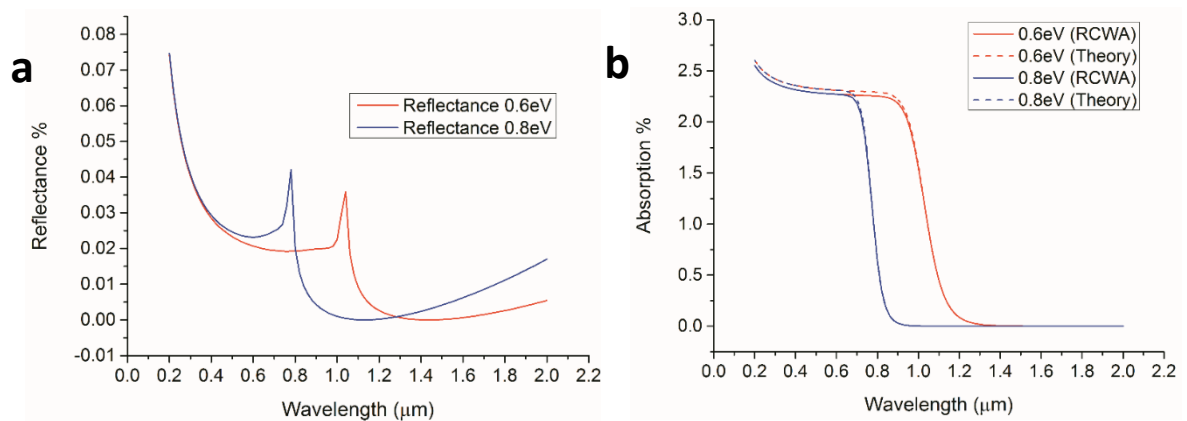 a
Reflectance %
0.08
0.07
0.06
0.05
0.04
0.03
0.02
0.01
0.00
-0.01
0.0 0.2 0.4 0.6 0.8 1.0 1.2 1.4 1.6 1.8 2.0 2.2
Wavelength (μm)
Reflectance 0.6eV
Reflectance 0.8eV
b
Absorption %
3.0
2.5
2.0
1.5
1.0
0.5
0.0
0.0 0.2 0.4 0.6 0.8 1.0 1.2 1.4 1.6 1.8 2.0 2.2
Wavelength (μm)
0.6eV (RCWA)
0.6eV (Theory)
0.8eV (RCWA)
0.8eV (Theory)